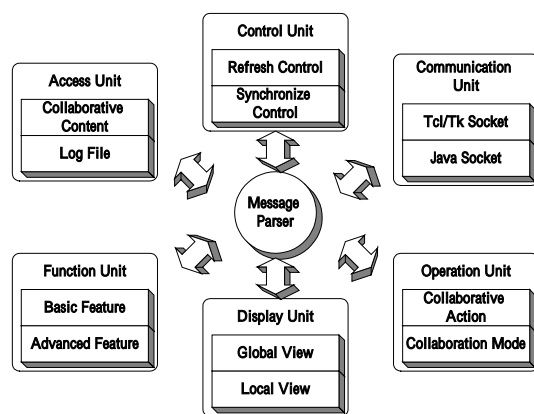 Control Unit
Refresh Control
Synchronize
Control
Access Unit
Collaborative
Content
Log File
Communication
Unit
Tcl/Tk Socket
Java Socket
Message
Parser
Function Unit
Basic Feature
Advanced Feature
Display Unit
Global View
Local View
Operation Unit
Collaborative
Action
Collaboration Mode